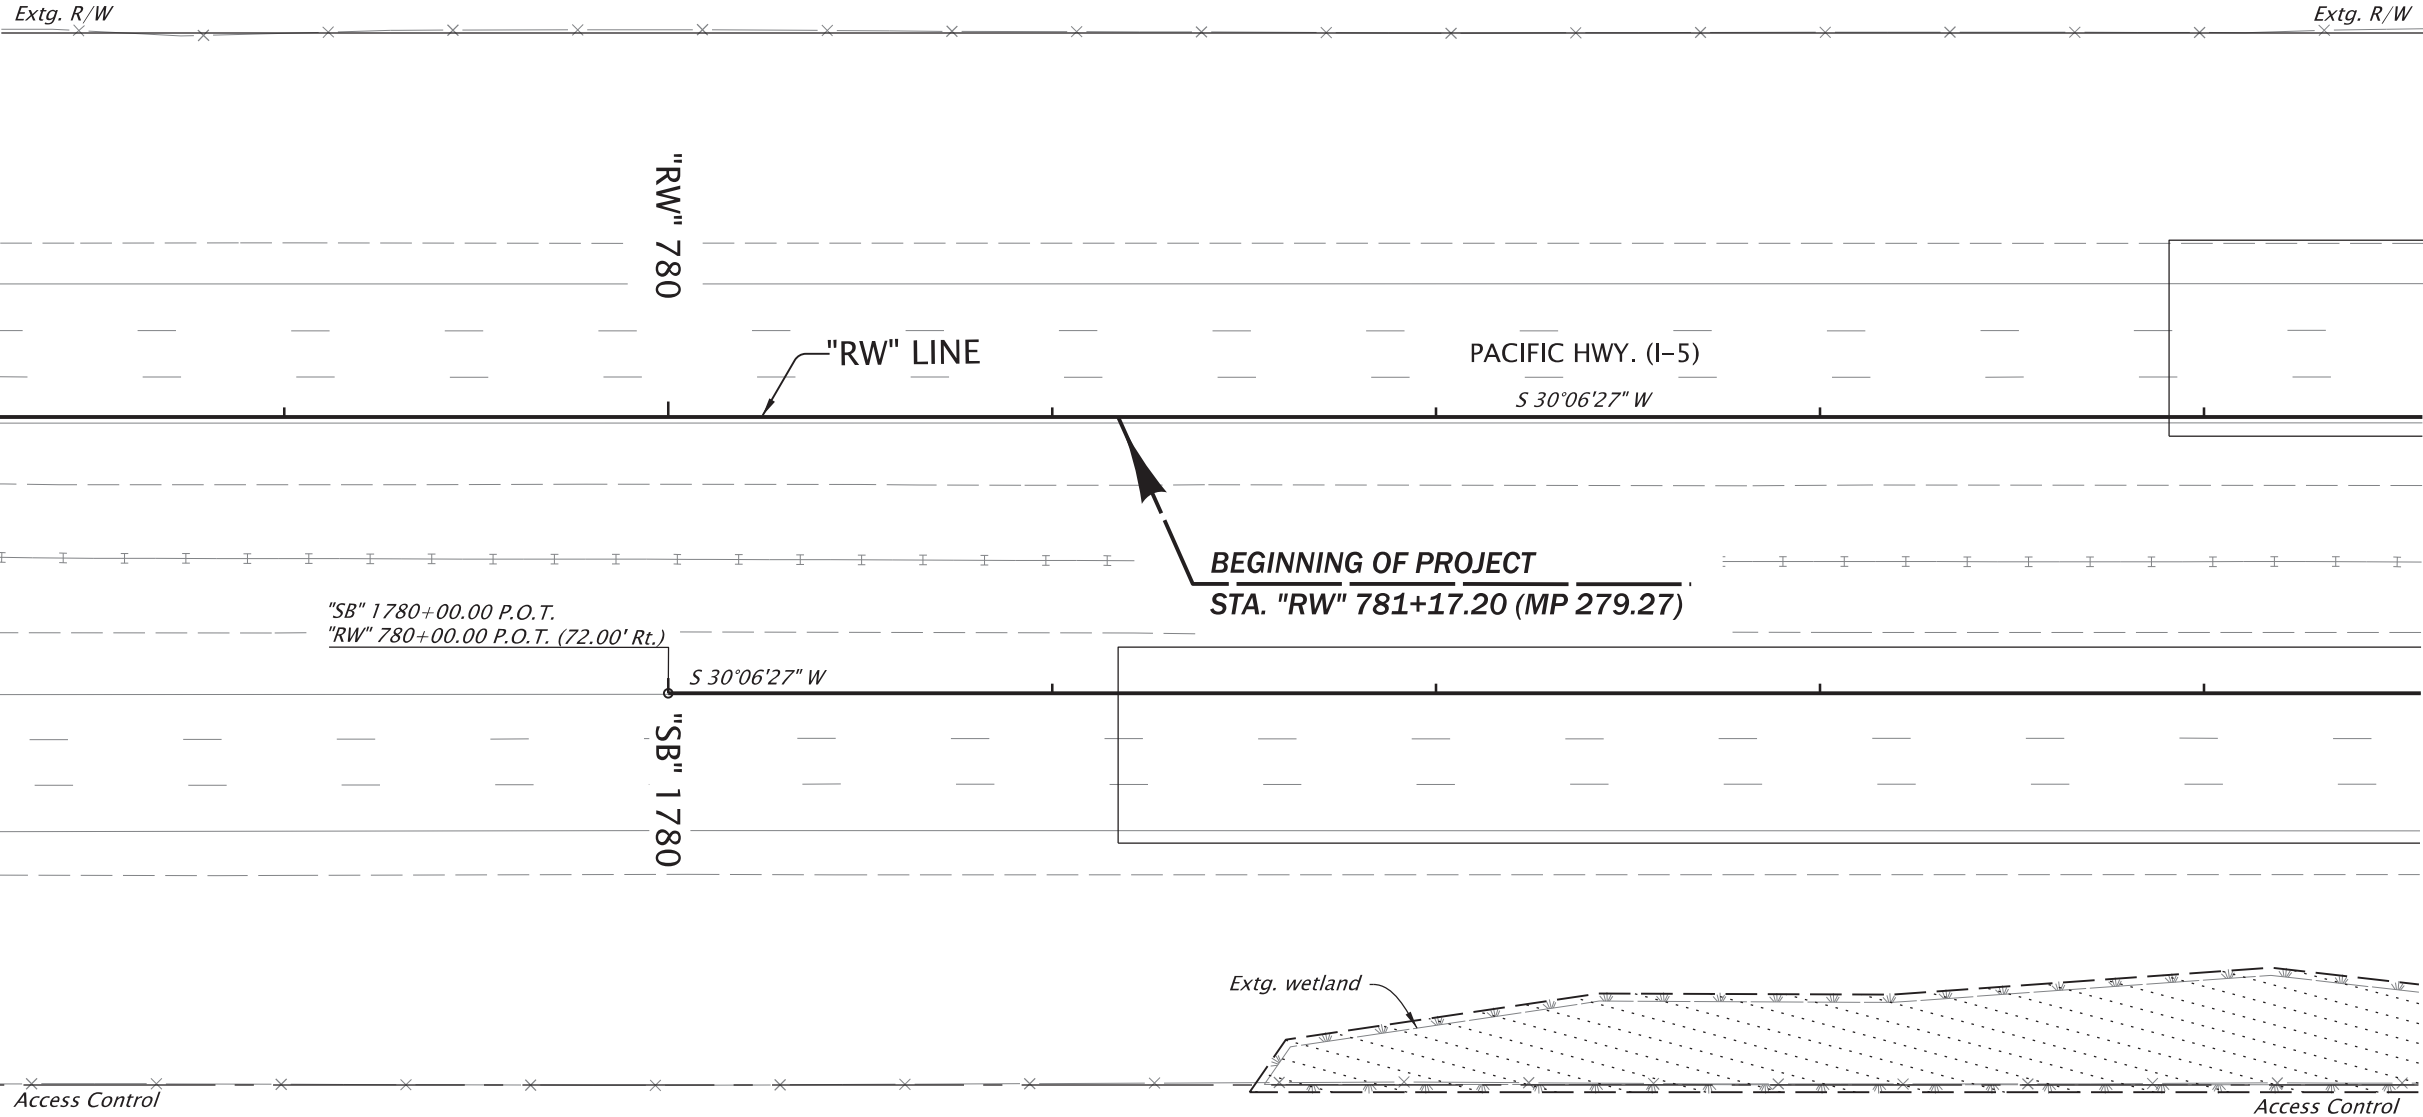 Extg. R/W
Extg. R/W
"RW" 780
"RW" LINE
PACIFIC HWY. (I-5)
S 30°06'27" W
BEGINNING OF PROJECT
STA. "RW" 781+17.20 (MP 279.27)
"SB" 1780+00.00 P.O.T.
"RW" 780+00.00 P.O.T. (72.00' Rt.)
S 30°06'27" W
"SB" 1780
Extg. wetland
Access Control
Access Control